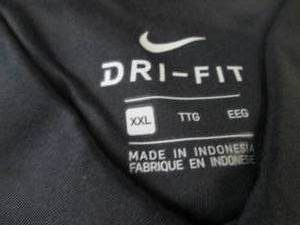 DRI-FIT
XXL TTG EEG
MADE IN INDONESIA
FABRIQUE EN INDONESIE